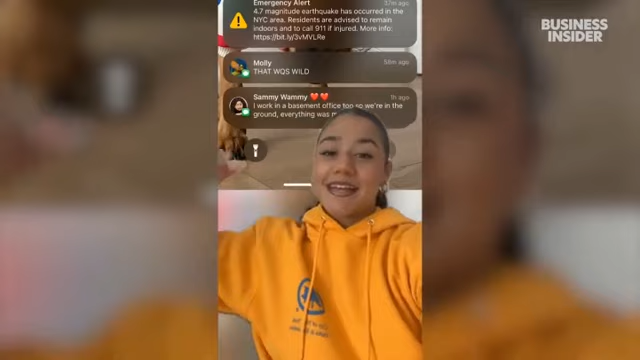 Emergency Alert
37m ago
4.7 magnitude earthquake has occurred in the
NYC area. Residents are advised to remain
indoors and to call 911 if injured. More Info:
https://bit.ly/3vMVLRe
BUSINESS
INSIDER
Molly
56m ago
THAT WQS WILD
Sammy Wammy ❤️❤️
1h ago
I work in a basement office too so we're in the
ground, everything was